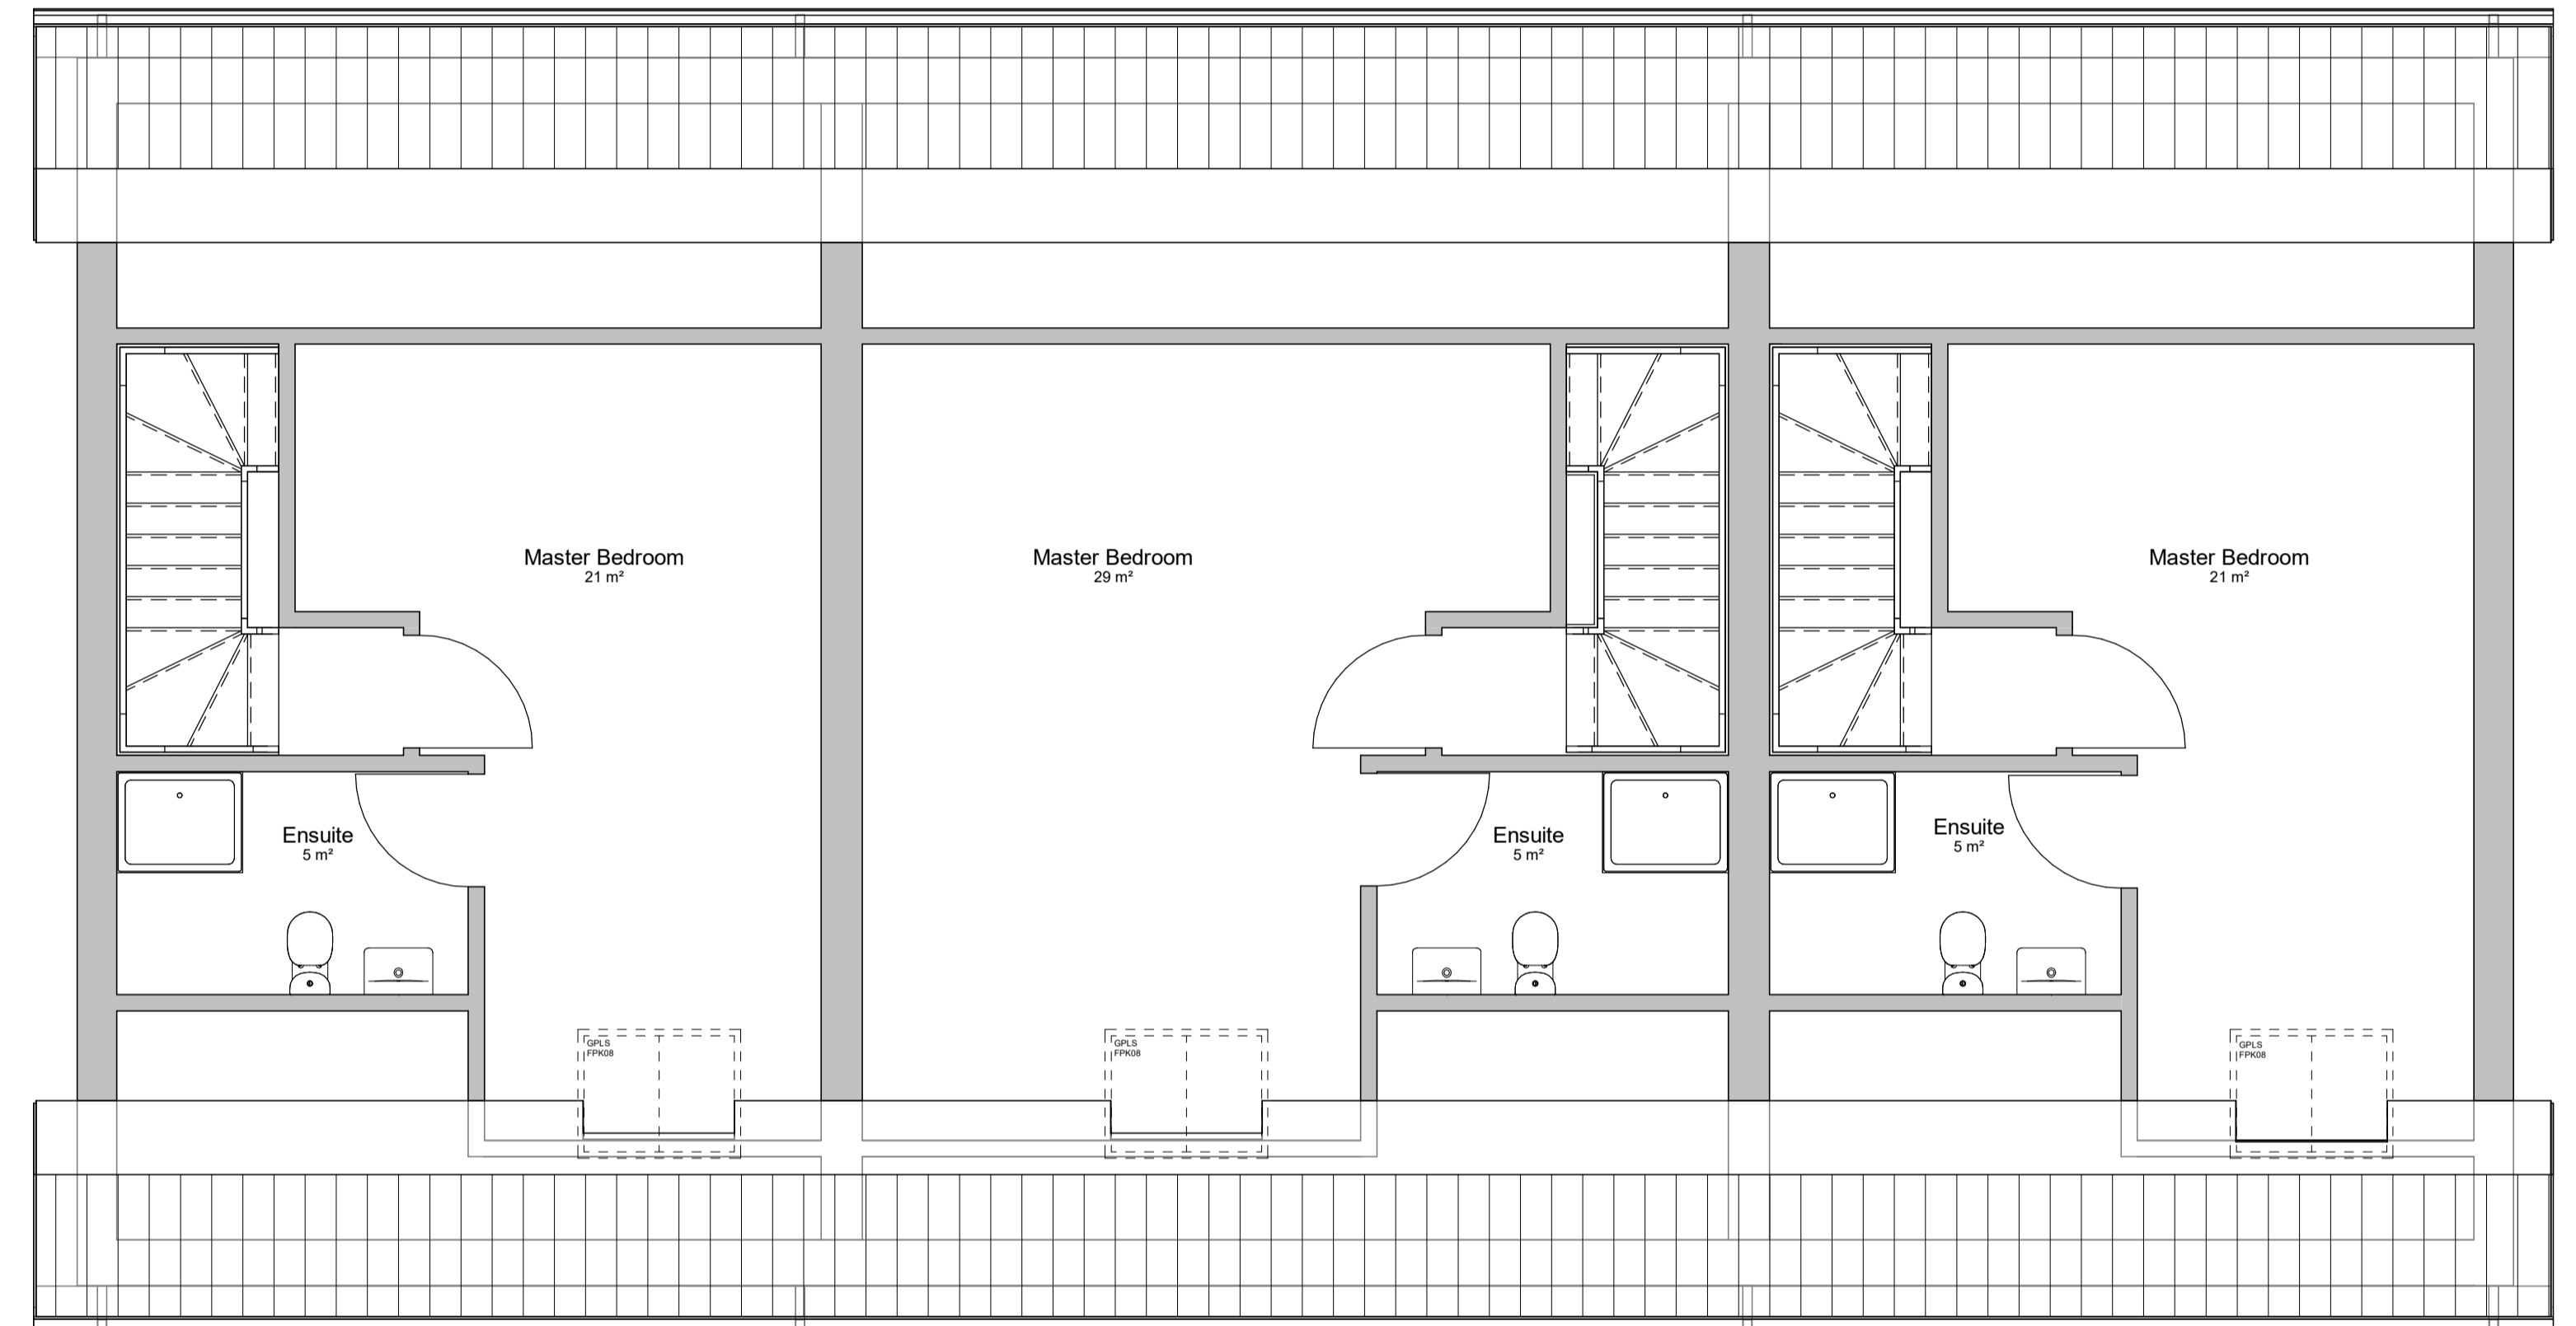 Master Bedroom
21 m²
Master Bedroom
29 m²
Master Bedroom
21 m²
Ensuite
5 m²
Ensuite
5 m²
Ensuite
5 m²
GPLS
FPK08
GPLS
FPK08
GPLS
FPK08